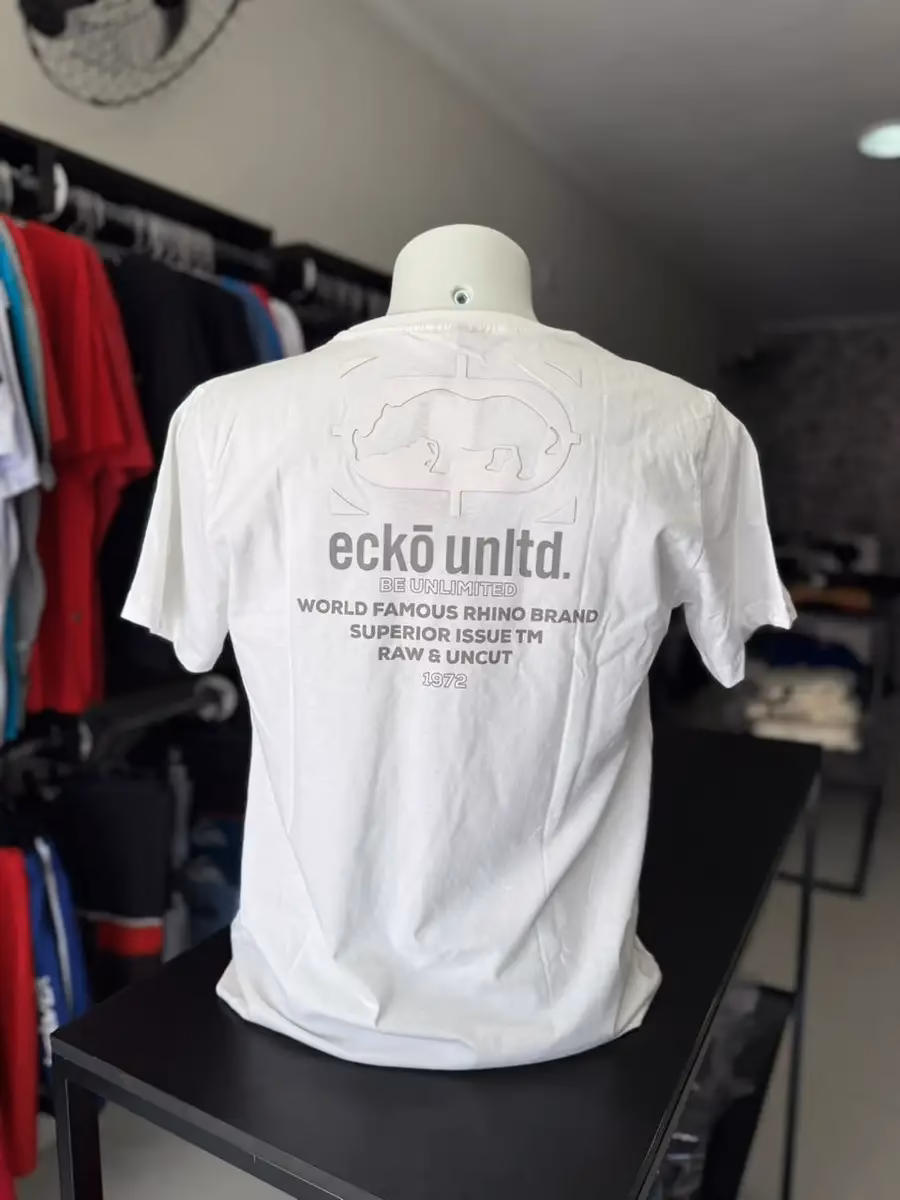 eckō unltd.
BE UNLIMITED
WORLD FAMOUS RHINO BRAND
SUPERIOR ISSUE TM
RAW & UNCUT
1972